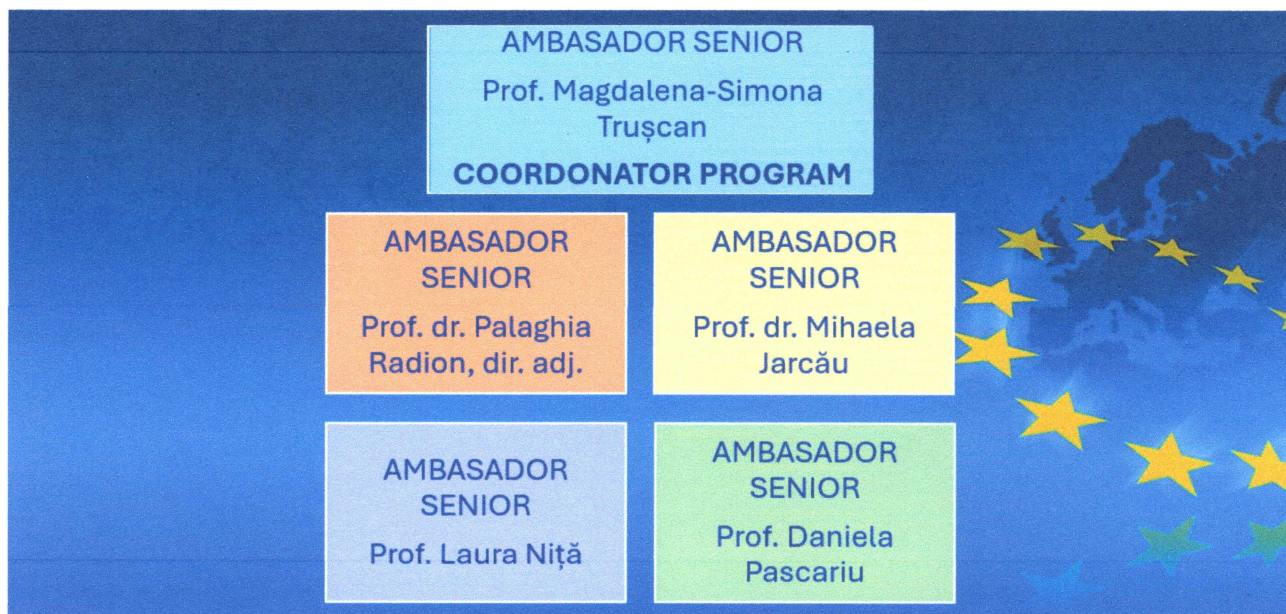 AMBASADOR SENIOR
Prof. Magdalena-Simona
Trușcan
COORDONATOR PROGRAM
AMBASADOR
SENIOR
Prof. dr. Palaghia
Radion, dir. adj.
AMBASADOR
SENIOR
Prof. dr. Mihaela
Jarcău
AMBASADOR
SENIOR
Prof. Laura Niță
AMBASADOR
SENIOR
Prof. Daniela
Pascariu